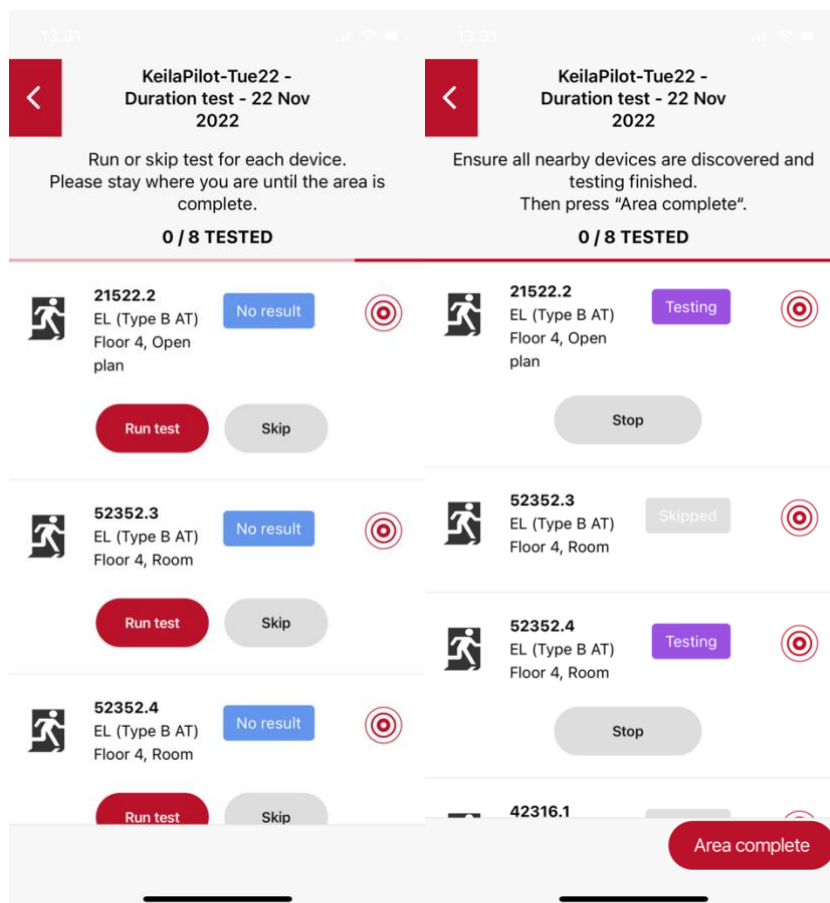 13.31
KeilaPilot-Tue22 -
Duration test - 22 Nov
2022
Run or skip test for each device.
Please stay where you are until the area is
complete.
0 / 8 TESTED
21522.2
EL (Type B AT)
Floor 4, Open
plan
No result
Run test
Skip
52352.3
EL (Type B AT)
Floor 4, Room
No result
Run test
Skip
52352.4
EL (Type B AT)
Floor 4, Room
No result
Run test
Skip
13.31
KeilaPilot-Tue22 -
Duration test - 22 Nov
2022
Ensure all nearby devices are discovered and
testing finished.
Then press “Area complete“.
0 / 8 TESTED
21522.2
EL (Type B AT)
Floor 4, Open
plan
Testing
Stop
52352.3
EL (Type B AT)
Floor 4, Room
Skipped
52352.4
EL (Type B AT)
Floor 4, Room
Testing
Stop
42316.1
Area complete